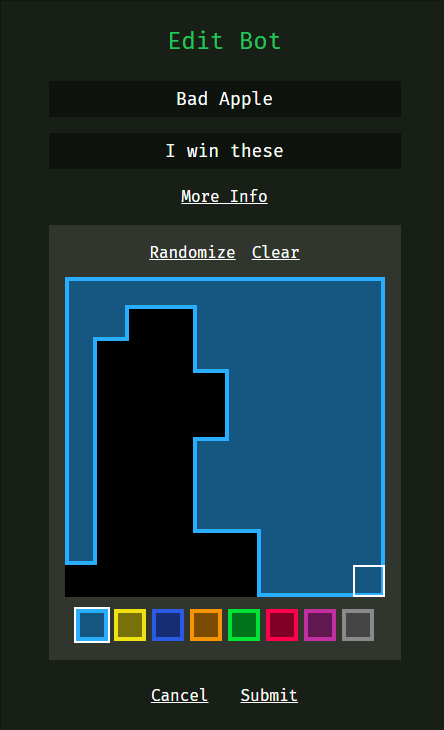 Edit Bot
Bad Apple
I win these
More Info
Randomize Clear
Cancel Submit